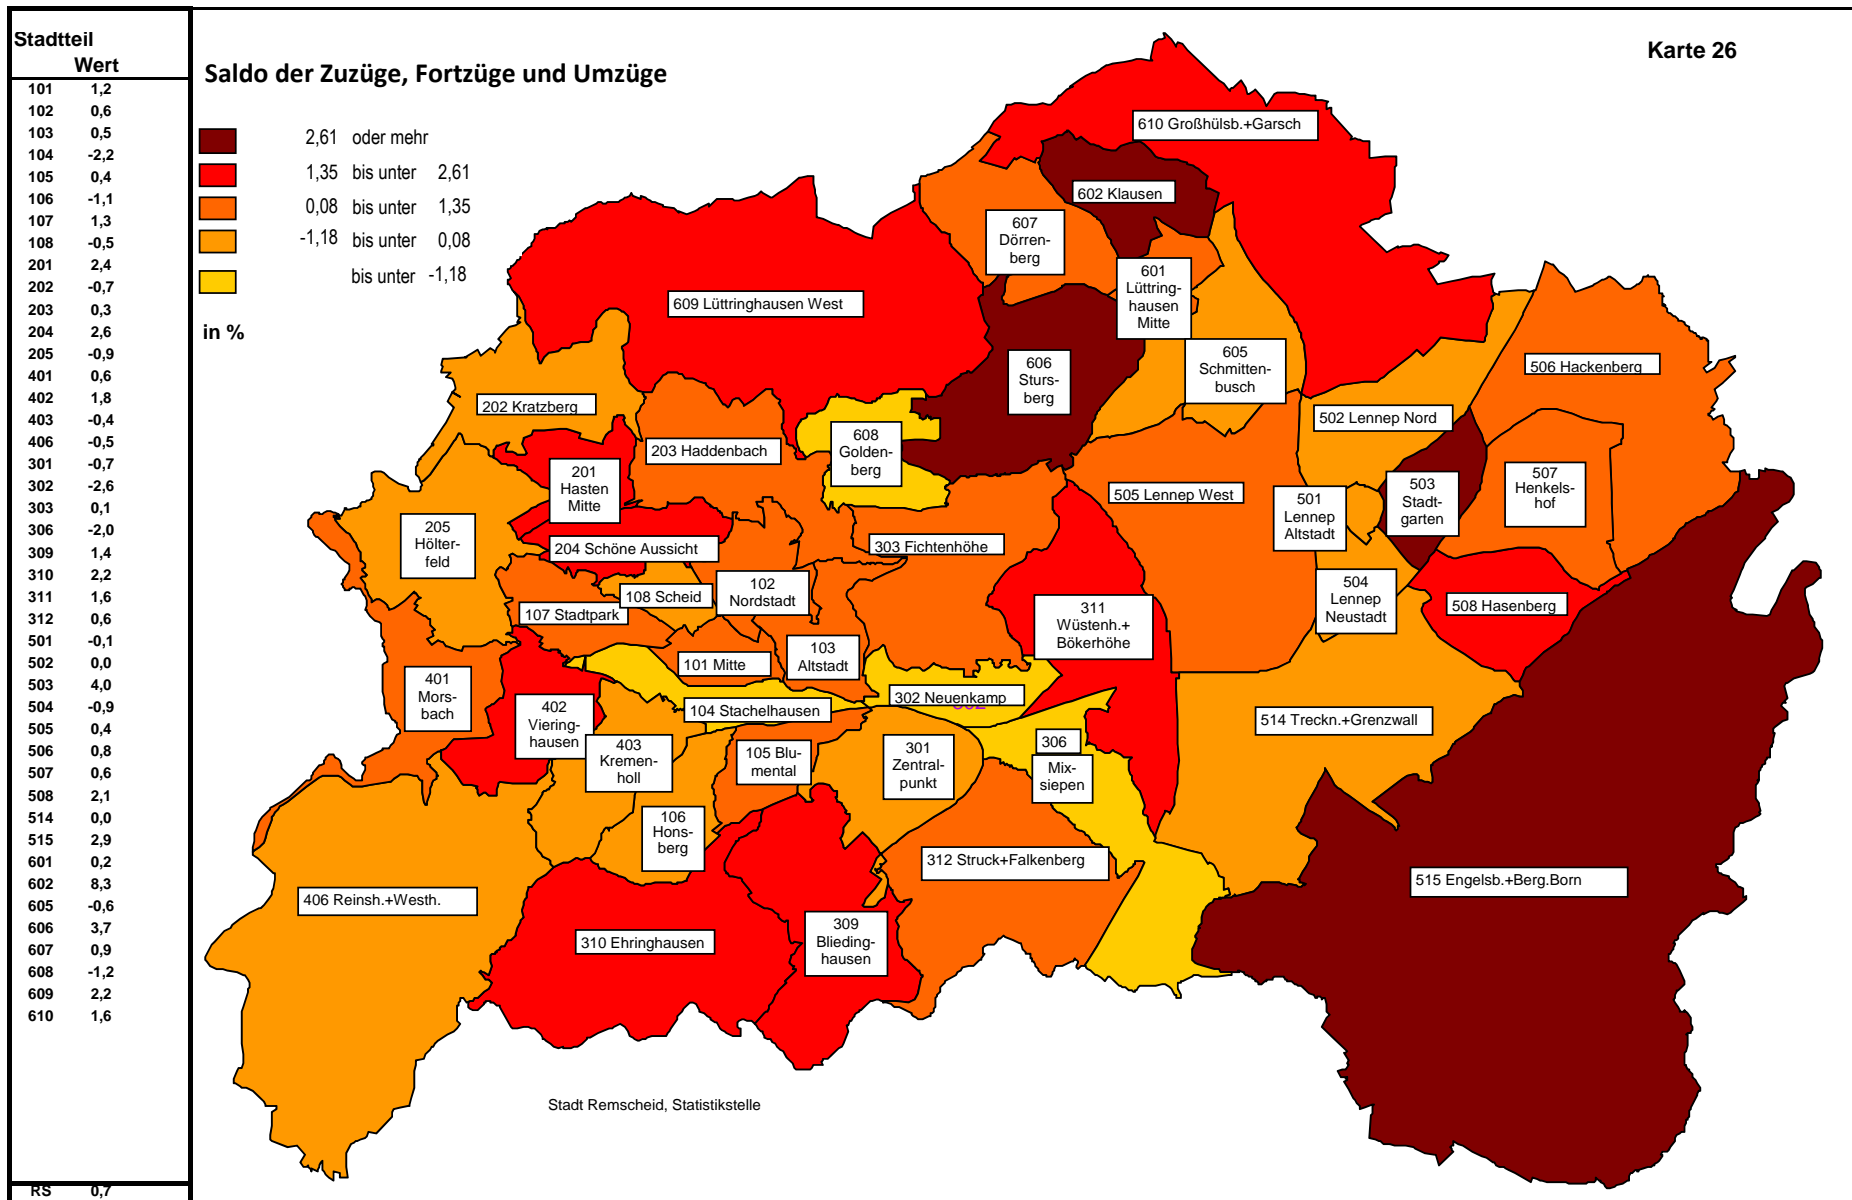 Stadtteil
Wert
101 1,2
102 0,6
103 0,5
104 -2,2
105 0,4
106 -1,1
107 1,3
108 -0,5
201 2,4
202 -0,7
203 0,3
204 2,6
205 -0,9
401 0,6
402 1,8
403 -0,4
406 -0,5
301 -0,7
302 -2,6
303 0,1
306 -2,0
309 1,4
310 2,2
311 1,6
312 0,6
501 -0,1
502 0,0
503 4,0
504 -0,9
505 0,4
506 0,8
507 0,6
508 2,1
514 0,0
515 2,9
601 0,2
602 8,3
605 -0,6
606 3,7
607 0,9
608 -1,2
609 2,2
610 1,6
RS 0,7
Saldo der Zuzüge, Fortzüge und Umzüge
Karte 26
2,61 oder mehr
1,35 bis unter 2,61
0,08 bis unter 1,35
-1,18 bis unter 0,08
bis unter -1,18
in %
610 Großhülsb.+Garsch
602 Klausen
607
Dörren-
berg
601
Lüttring-
hausen
Mitte
609 Lüttringhausen West
605
Schmitten-
busch
606
Sturs-
berg
506 Hackenberg
202 Kratzberg
502 Lennep Nord
203 Haddenbach
608
Golden-
berg
201
Hasten
Mitte
505 Lennep West
501
Lennep
Altstadt
503
Stadt-
garten
507
Henkels-
hof
205
Hölter-
feld
204 Schöne Aussicht
303 Fichtenhöhe
102
Nordstadt
108 Scheid
107 Stadtpark
504
Lennep
Neustadt
508 Hasenberg
311
Wüstenh.+
Bökerhöhe
103
Altstadt
101 Mitte
401
Mors-
bach
302 Neuenkamp
302
402
Viering-
hausen
104 Stachelhausen
514 Treckn.+Grenzwall
403
Kremen-
holl
105 Blu-
mental
301
Zentral-
punkt
306
Mix-
siepen
106
Hons-
berg
312 Struck+Falkenberg
515 Engelsb.+Berg.Born
406 Reinsh.+Westh.
310 Ehringhausen
309
Blieding-
hausen
Stadt Remscheid, Statistikstelle